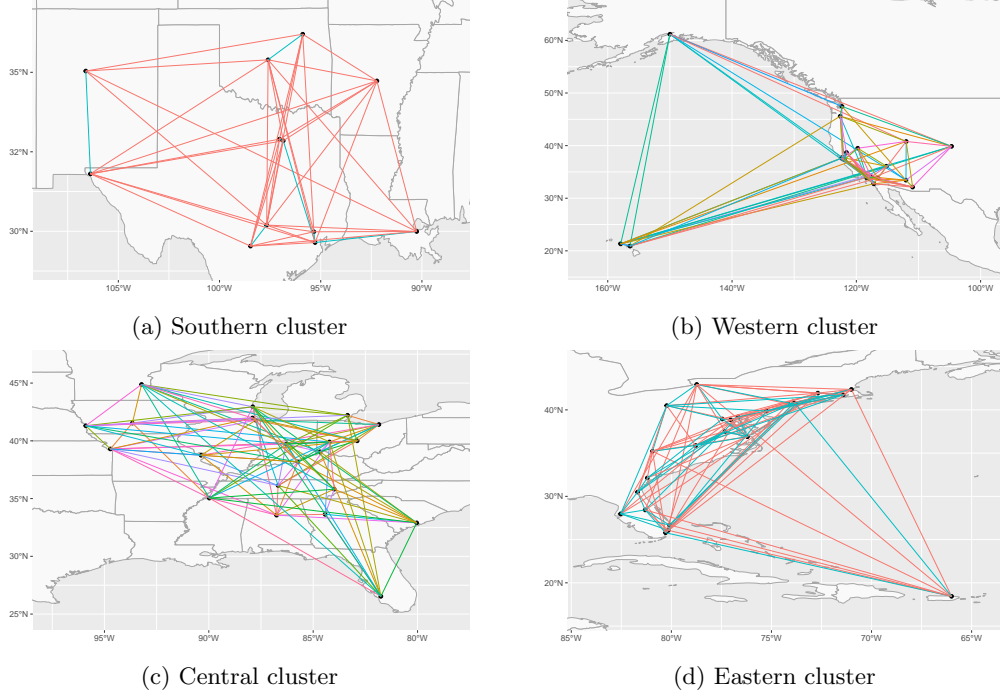 35°N
32°N
30°N
105°W 100°W 95°W 90°W
(a) Southern cluster
60°N
50°N
40°N
30°N
20°N
160°W 140°W 120°W 100°W
(b) Western cluster
45°N
40°N
35°N
30°N
25°N
95°W 90°W 85°W 80°W
(c) Central cluster
40°N
30°N
20°N
85°W 80°W 75°W 70°W 65°W
(d) Eastern cluster